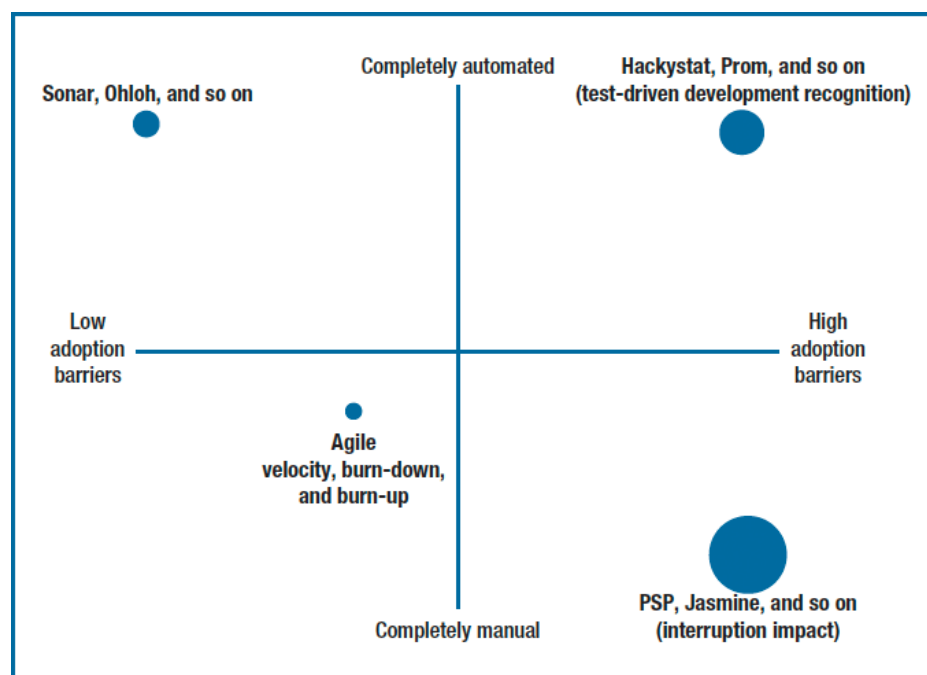 Completely automated
Hackystat, Prom, and so on
(test-driven development recognition)
Sonar, Ohloh, and so on
Low
adoption
barriers
High
adoption
barriers
Agile
velocity, burn-down,
and burn-up
PSP, Jasmine, and so on
(interruption impact)
Completely manual